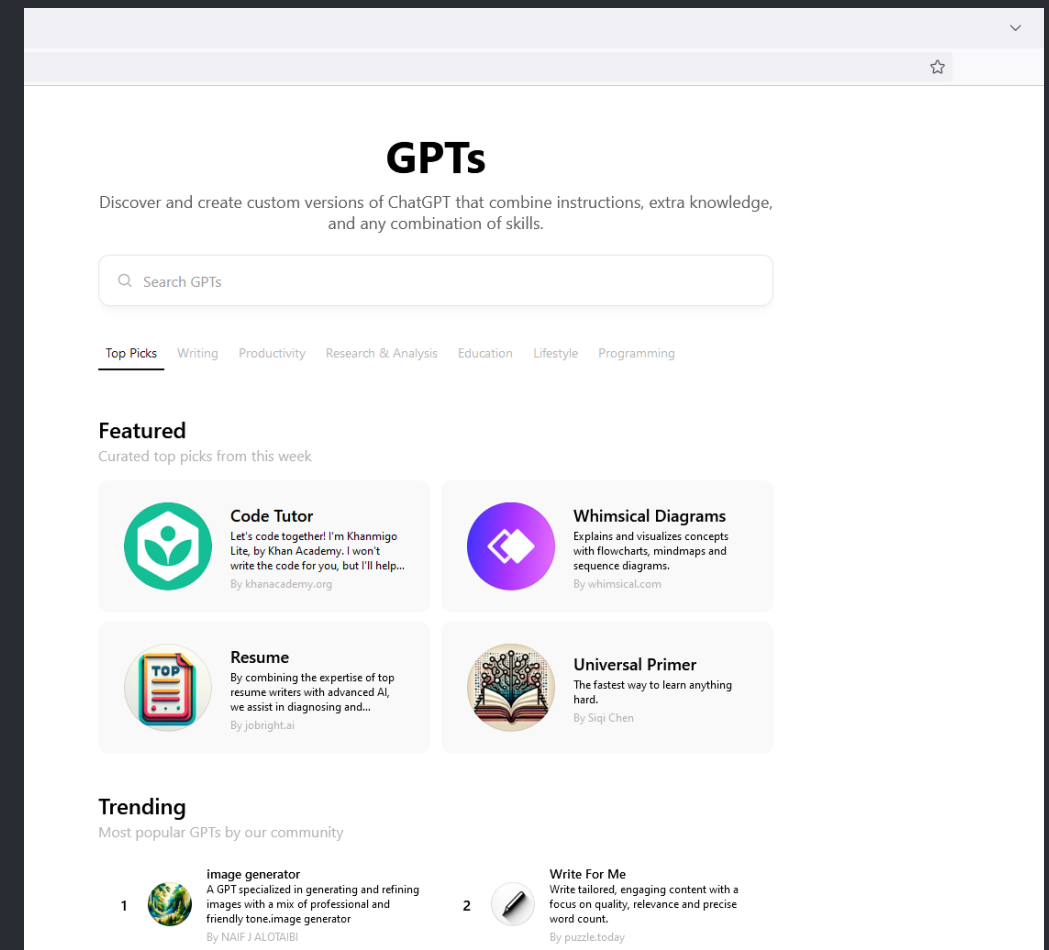 GPTs
Discover and create custom versions of ChatGPT that combine instructions, extra knowledge,
and any combination of skills.
Search GPTs
Top Picks Writing Productivity Research & Analysis Education Lifestyle Programming
Featured
Curated top picks from this week
Code Tutor
Let's code together! I'm Khanmigo
Lite, by Khan Academy. I won't
write the code for you, but I'll help...
By khanacademy.org
Whimsical Diagrams
Explains and visualizes concepts
with flowcharts, mindmaps and
sequence diagrams.
By whimsical.com
TOP
Resume
By combining the expertise of top
resume writers with advanced AI,
we assist in diagnosing and...
By jobright.ai
Universal Primer
The fastest way to learn anything
hard.
By Siqi Chen
Trending
Most popular GPTs by our community
1
image generator
A GPT specialized in generating and refining
images with a mix of professional and
friendly tone.image generator
By NAIF J ALOTAIBI
2
Write For Me
Write tailored, engaging content with a
focus on quality, relevance and precise
word count.
By puzzle.today